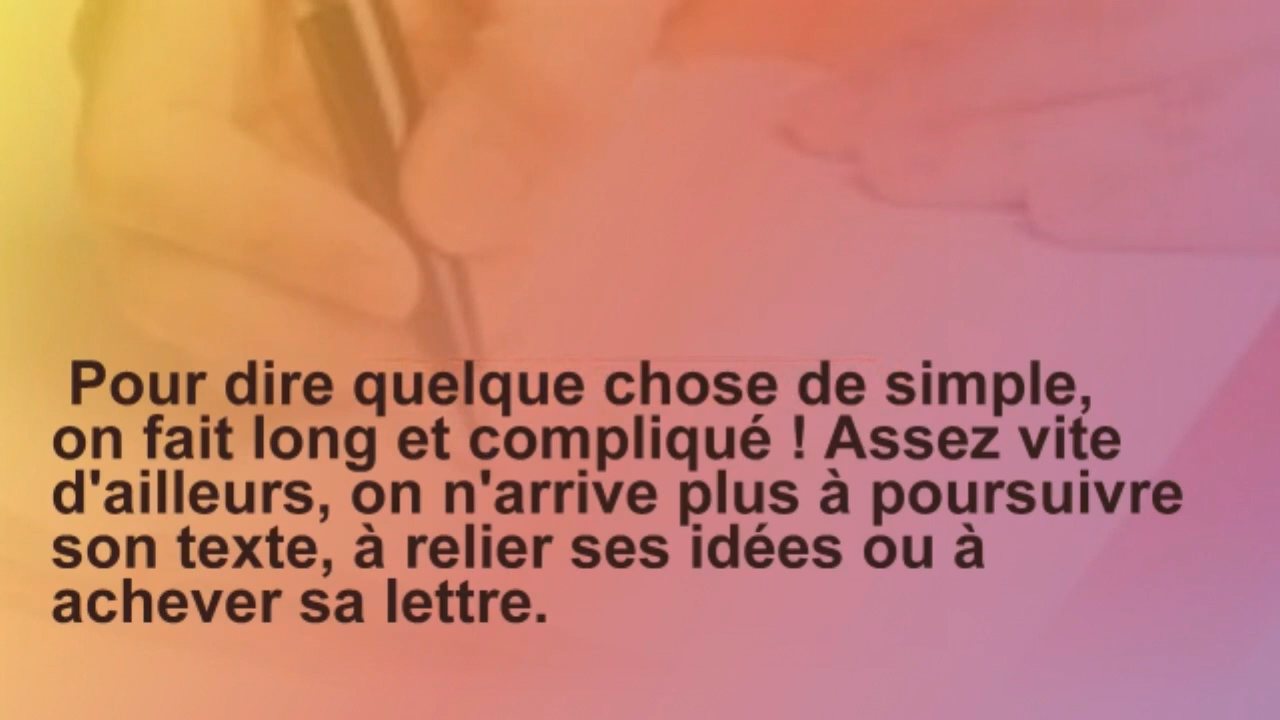 Pour dire quelque chose de simple,
on fait long et compliqué ! Assez vite
d'ailleurs, on n'arrive plus à poursuivre
son texte, à relier ses idées ou à
achever sa lettre.